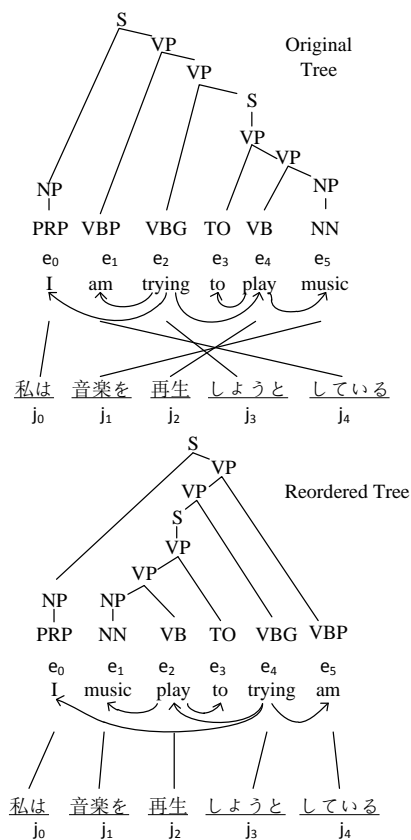 S
VP
VP
Original
Tree
S
VP
VP
NP
NP
PRP VBP VBG TO VB NN
e0 e1 e2 e3 e4 e5
I am trying to play music
私は 音楽を 再生 しようと している
j0 j1 j2 j3 j4
S
VP
VP
Reordered Tree
S
VP
VP
NP NP
PRP NN VB TO VBG VBP
e0 e1 e2 e3 e4 e5
I music play to trying am
私は 音楽を 再生 しようと している
j0 j1 j2 j3 j4